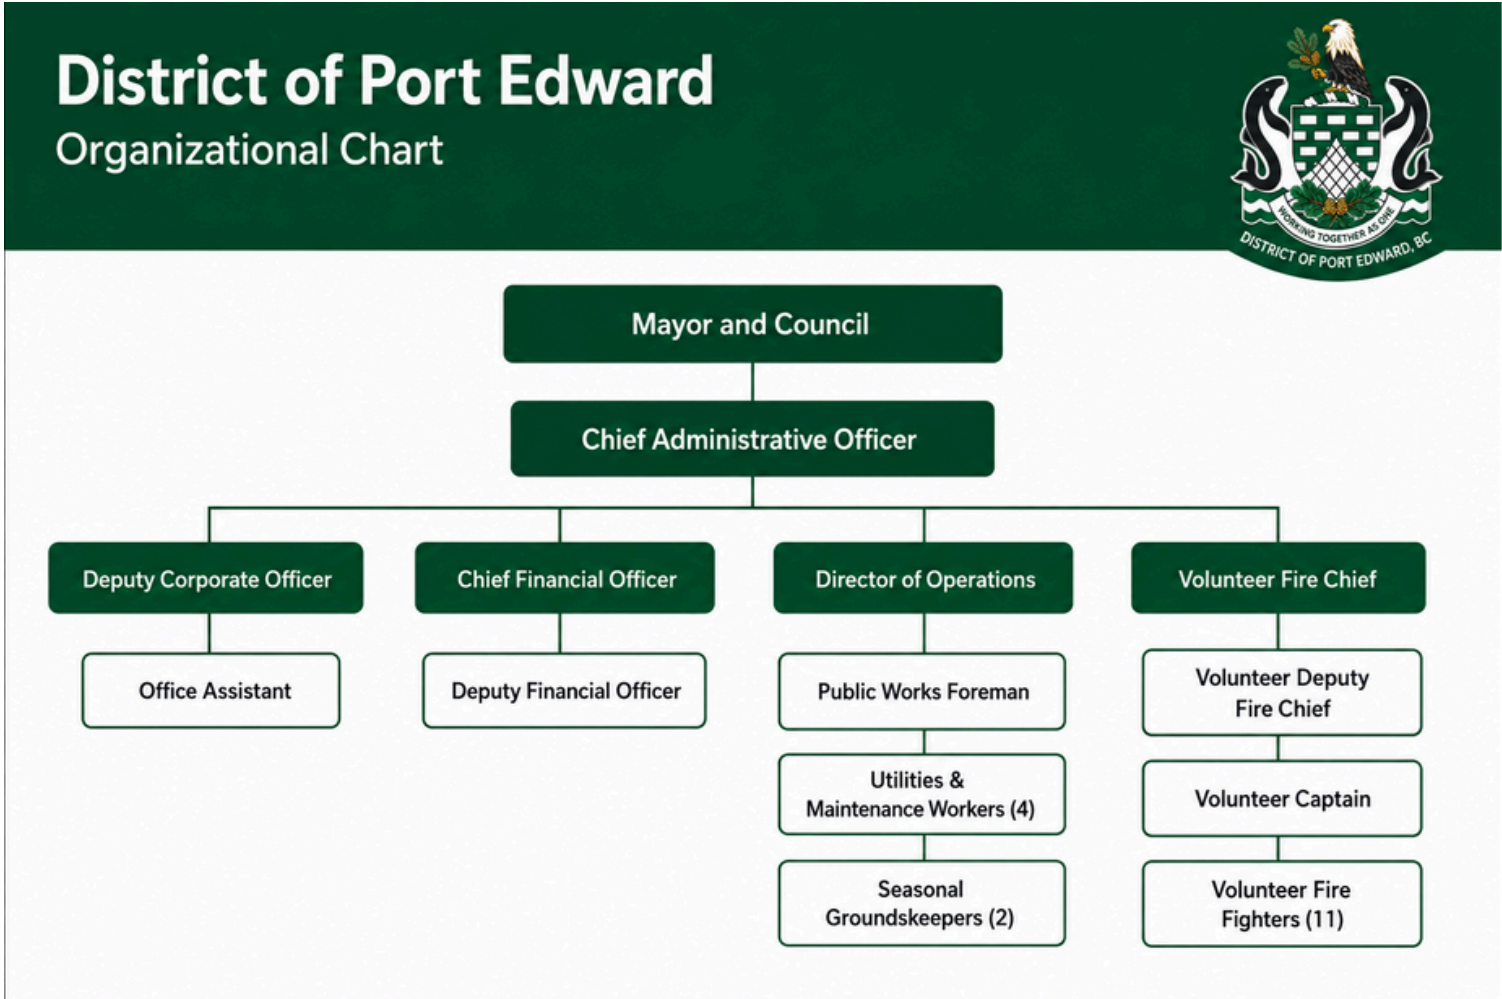 District of Port Edward
Organizational Chart
WORKING TOGETHER AS ONE
DISTRICT OF PORT EDWARD, BC
Mayor and Council
Chief Administrative Officer
Deputy Corporate Officer
Chief Financial Officer
Director of Operations
Volunteer Fire Chief
Office Assistant
Deputy Financial Officer
Public Works Foreman
Volunteer Deputy
Fire Chief
Utilities &
Maintenance Workers (4)
Volunteer Captain
Seasonal
Groundskeepers (2)
Volunteer Fire
Fighters (11)